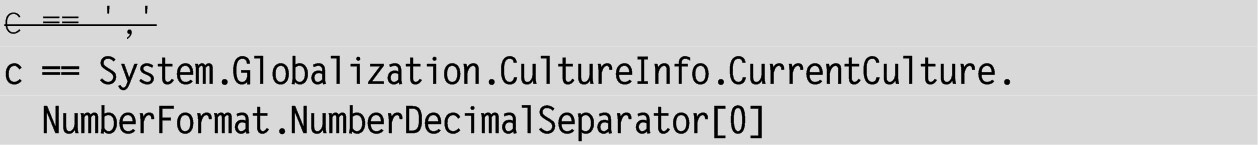 c == ','
c == System.Globalization.CultureInfo.CurrentCulture.
NumberFormat.NumberDecimalSeparator[0]